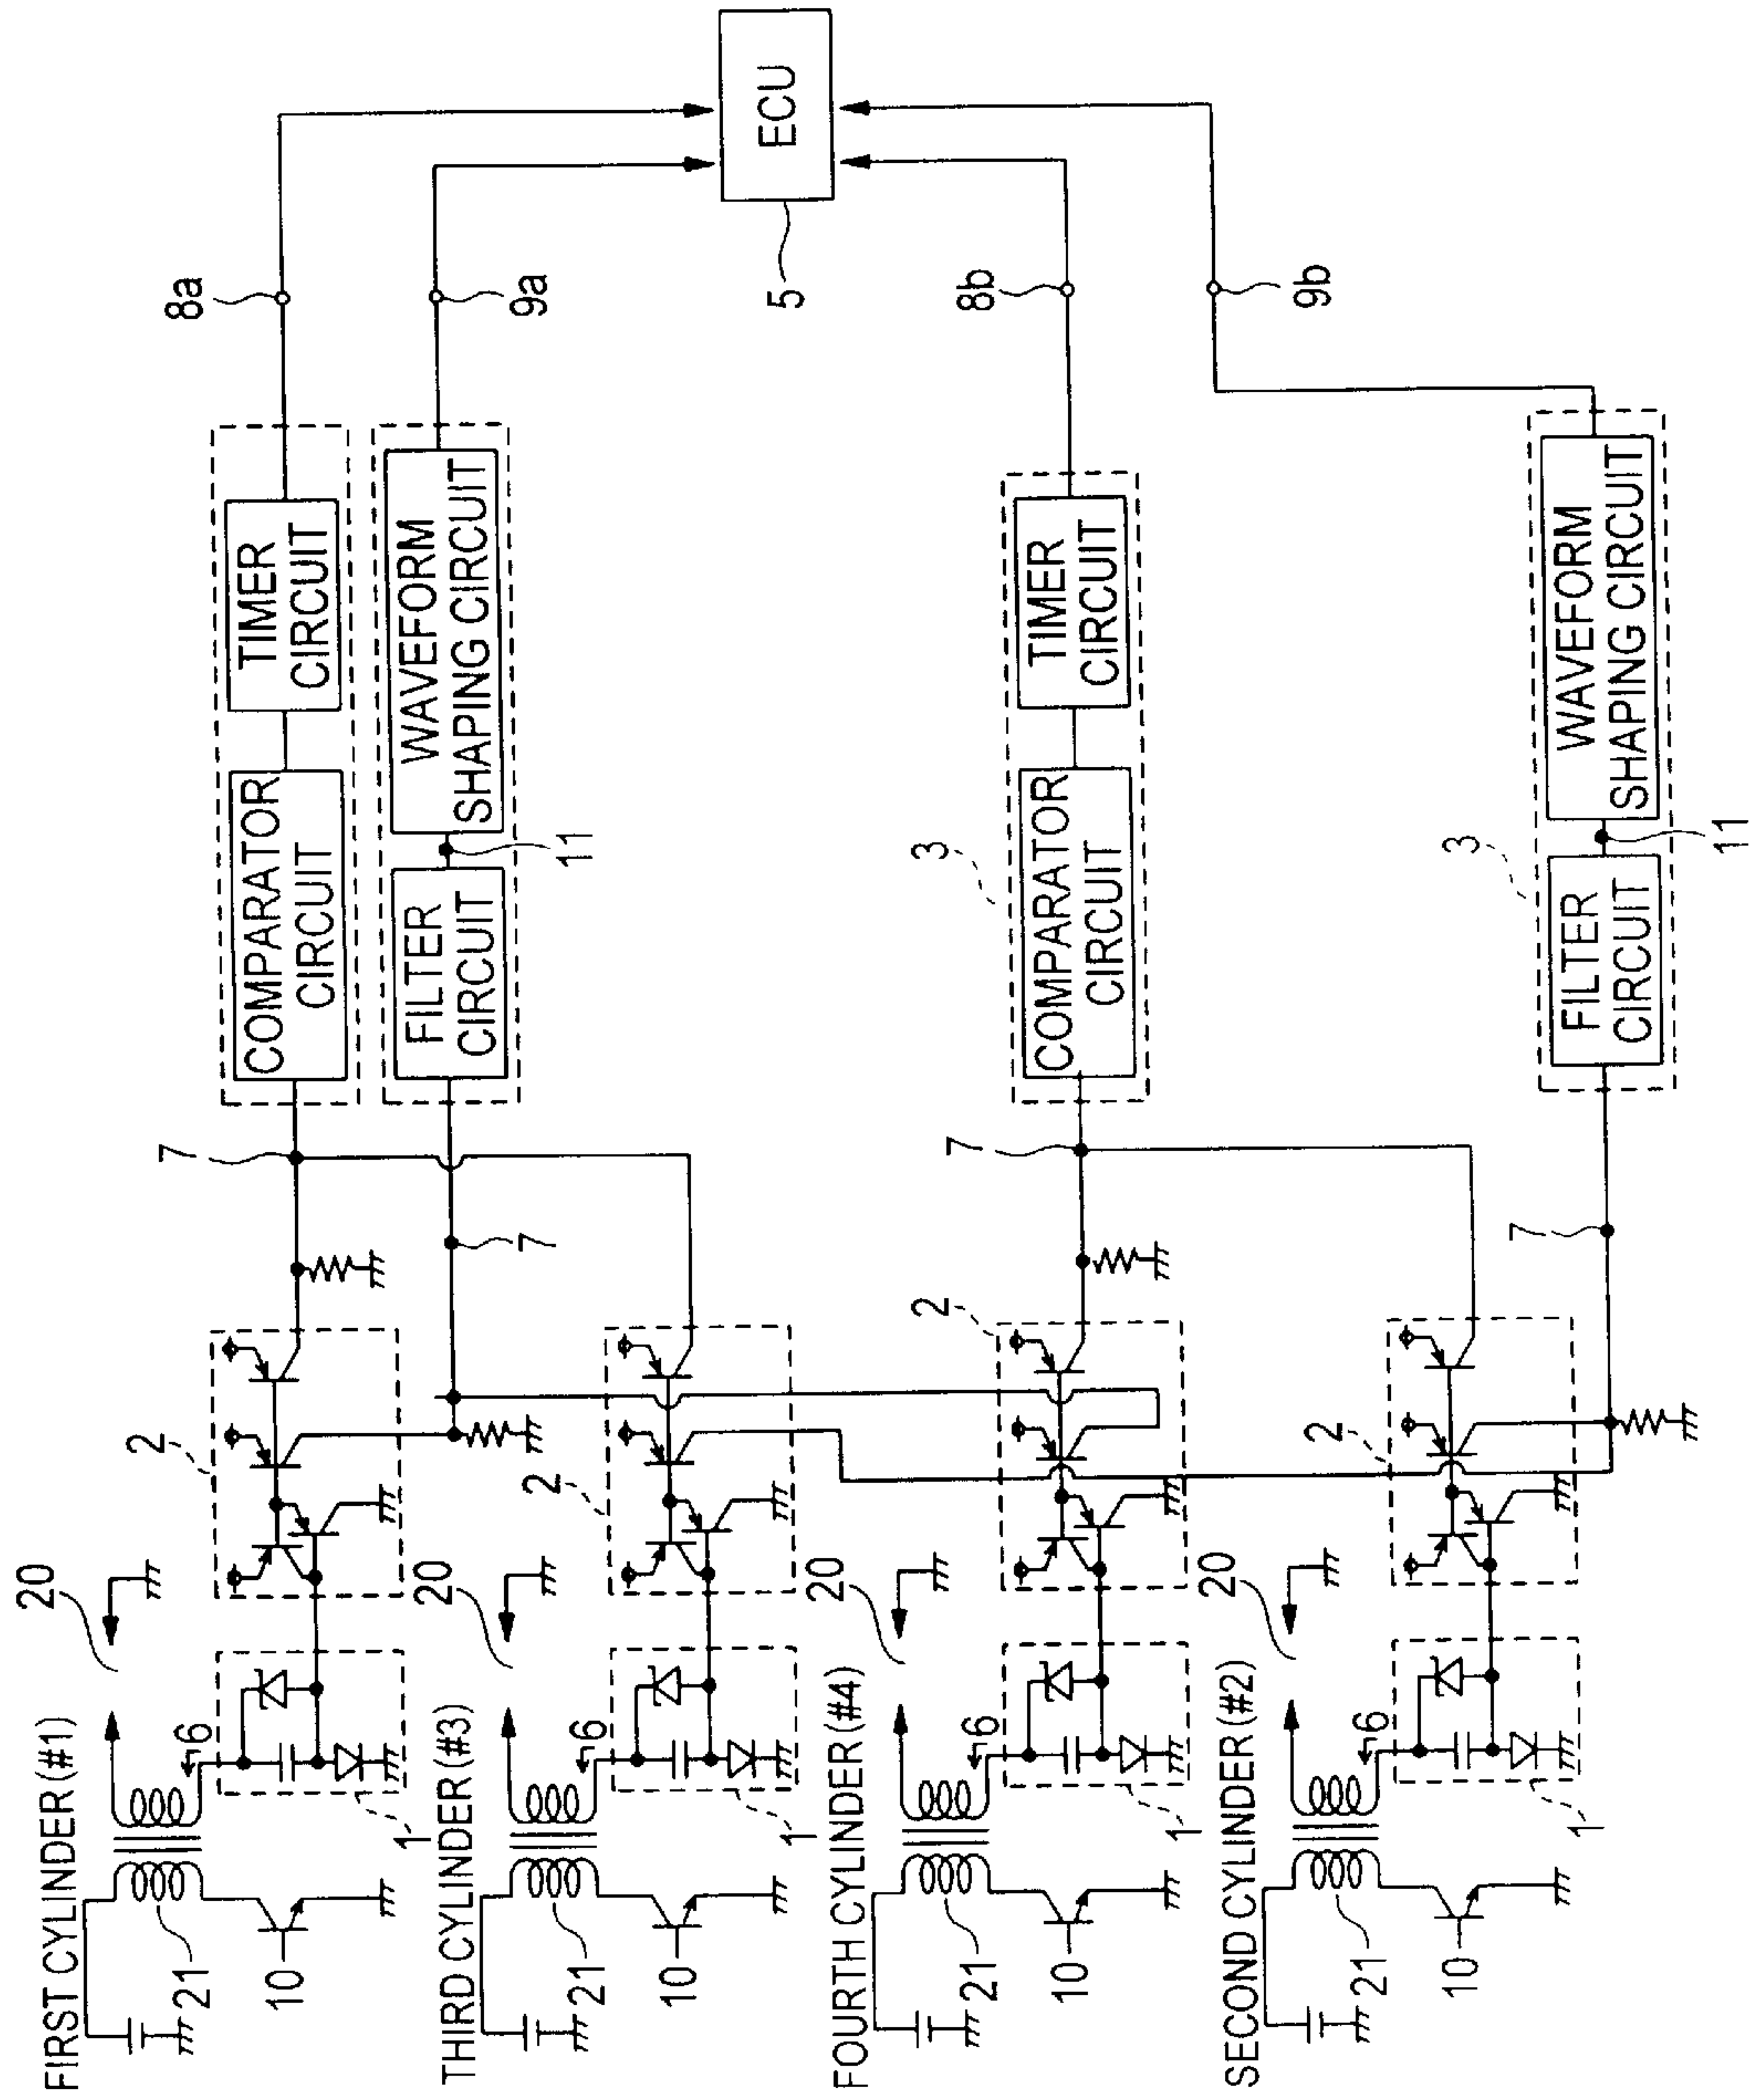 FIRST CYLINDER(#1)
20
2
7
8a
6
1
21
10
COMPARATOR
CIRCUIT
TIMER
CIRCUIT
FILTER
CIRCUIT
11
WAVEFORM
SHAPING CIRCUIT
7
9a
THIRD CYLINDER(#3)
20
2
6
1
21
10
ECU
5
FOURTH CYLINDER(#4)
20
2
7
3
8b
6
1
21
10
COMPARATOR
CIRCUIT
TIMER
CIRCUIT
SECOND CYLINDER(#2)
20
2
7
3
9b
6
1
21
10
FILTER
CIRCUIT
11
WAVEFORM
SHAPING CIRCUIT